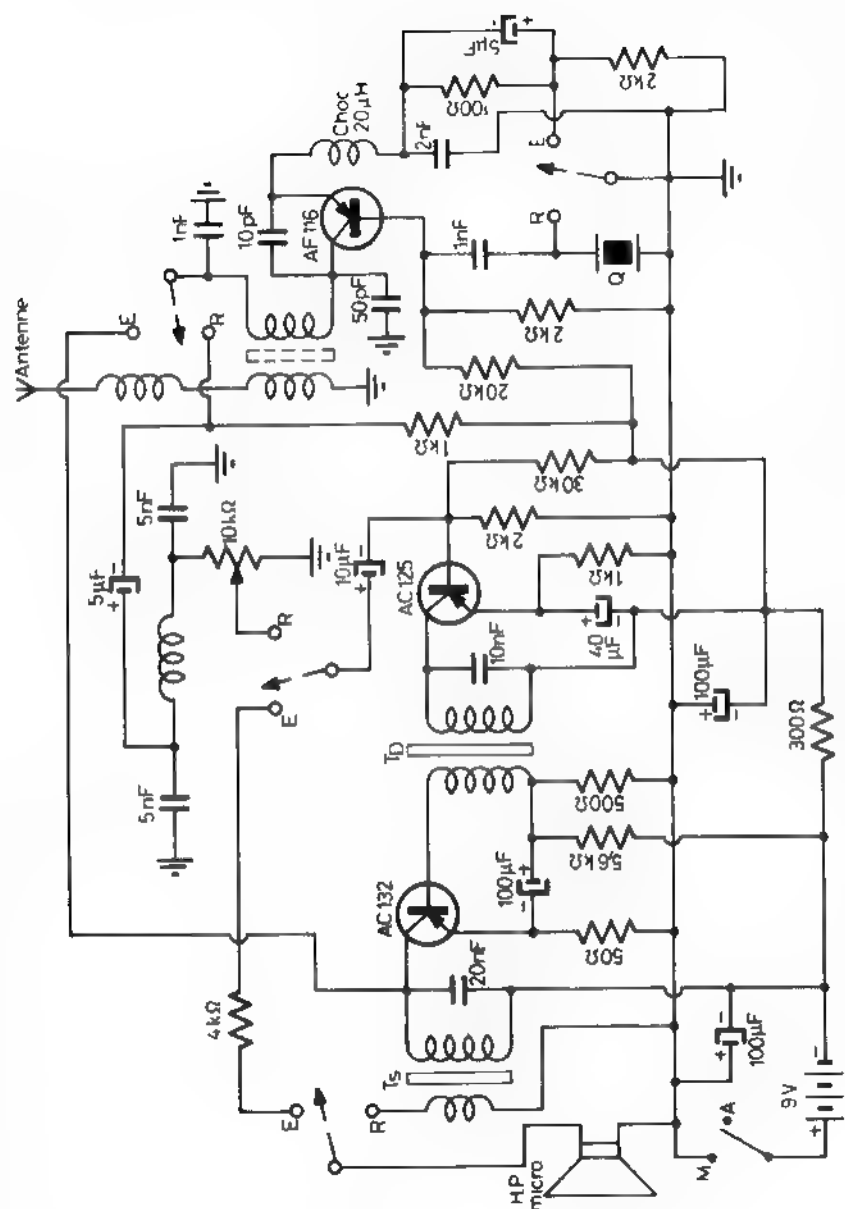 Antenne
E
R
1nF
10pF
Choc
20µH
AF116
50pF
5µF
+
-
100Ω
2nF
2kΩ
E
R
1nF
Q
2kΩ
20kΩ
1kΩ
30kΩ
2kΩ
1kΩ
5nF
10kΩ
5µF
+
-
5nF
R
E
10µF
+
-
AC125
10nF
40
µF
+
-
TD
100µF
+
-
300Ω
500Ω
5,6kΩ
100µF
+
-
50Ω
AC132
20nF
4kΩ
E
R
TS
100µF
+
-
H.P
micro
M
A
9V
+
-